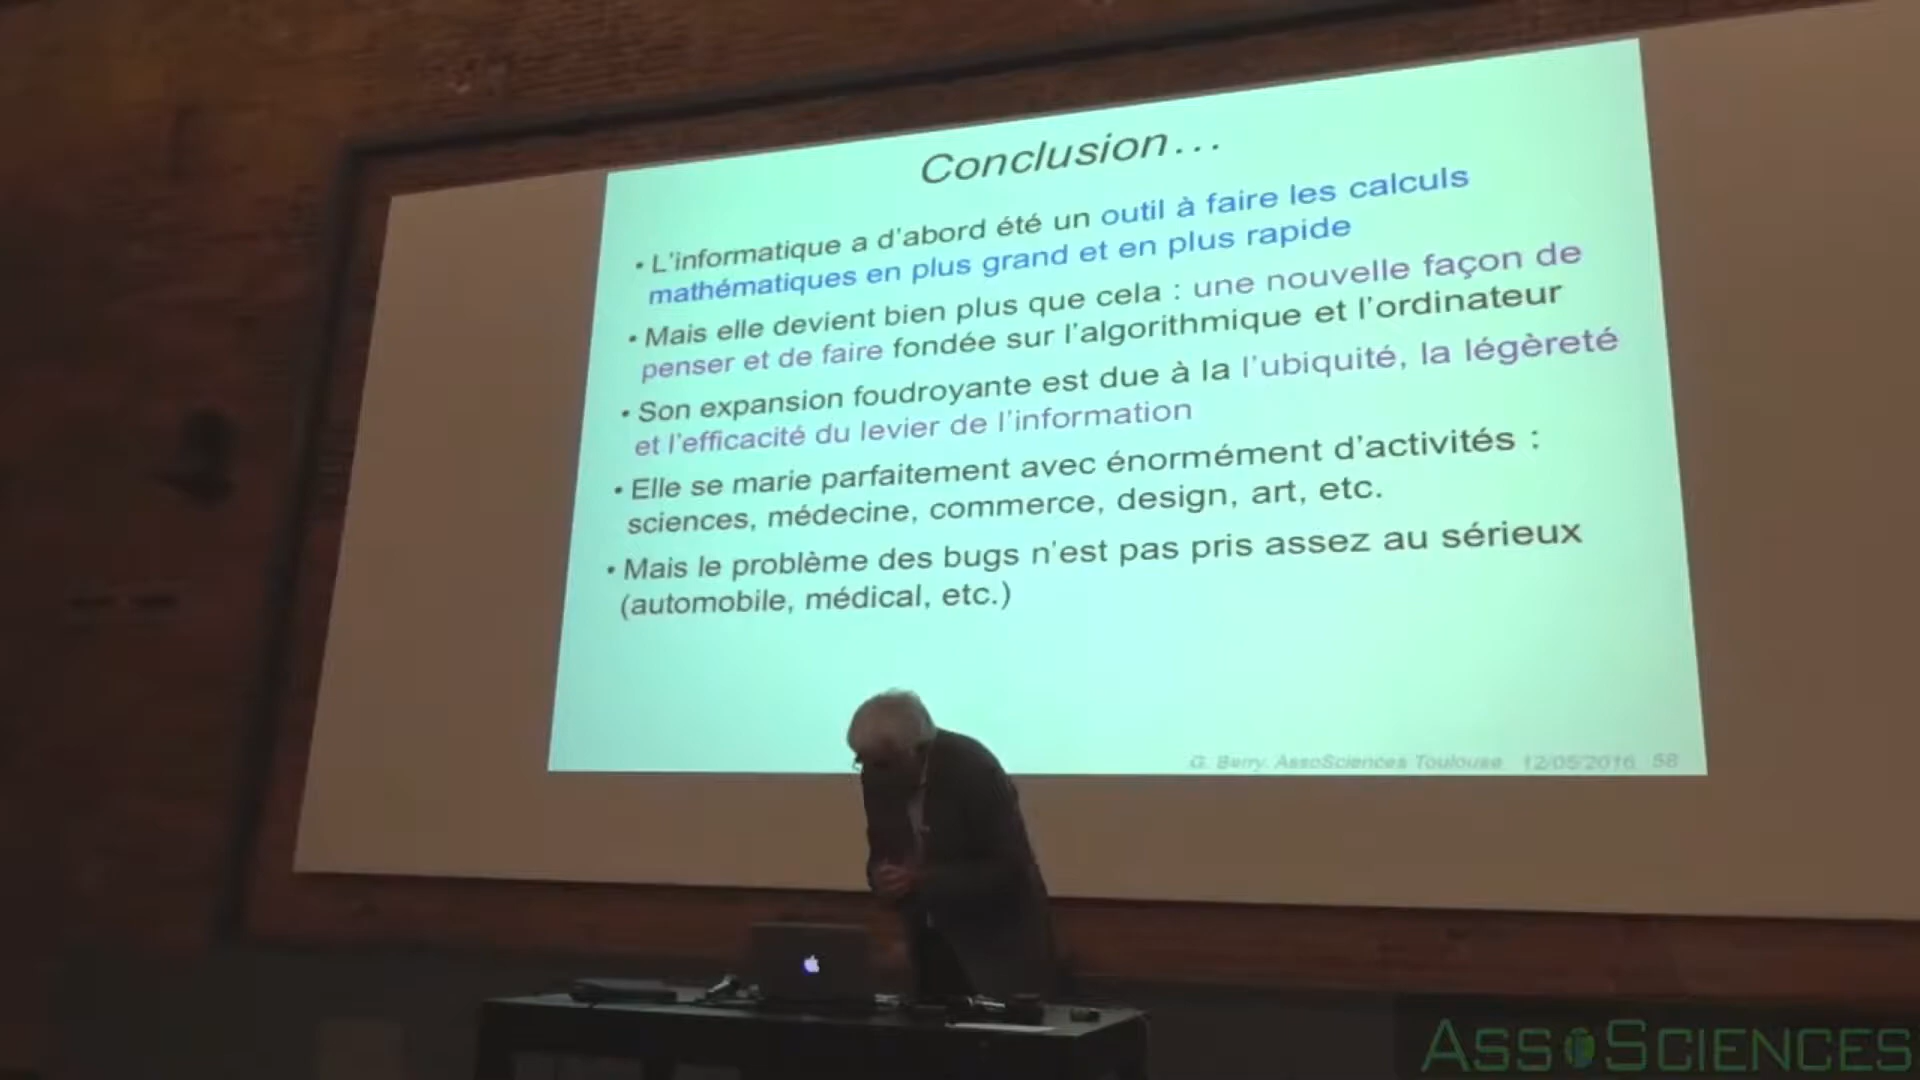 Conclusion...
• L'informatique a d'abord été un outil à faire les calculs
mathématiques en plus grand et en plus rapide
• Mais elle devient bien plus que cela : une nouvelle façon de
penser et de faire fondée sur l'algorithmique et l'ordinateur
• Son expansion foudroyante est due à la l'ubiquité, la légèreté
et l'efficacité du levier de l'information
• Elle se marie parfaitement avec énormément d'activités :
sciences, médecine, commerce, design, art, etc.
• Mais le problème des bugs n'est pas pris assez au sérieux
(automobile, médical, etc.)
G. Berry, AssoSciences Toulouse 12/05/2016 58
ASSOSCIENCES